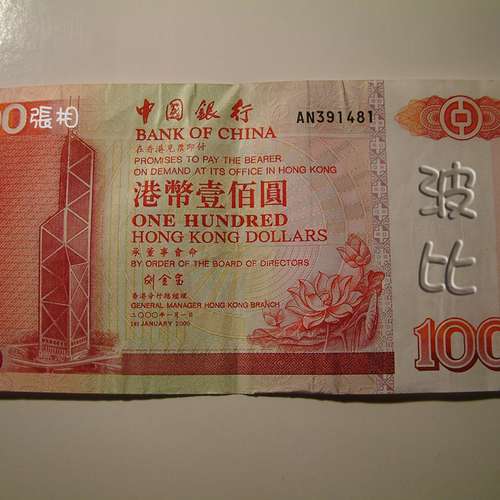 00張相
中國銀行
BANK OF CHINA
AN391481
在香港見票即付
PROMISES TO PAY THE BEARER
ON DEMAND AT ITS OFFICE IN HONG KONG
港幣壹佰圓
ONE HUNDRED
HONG KONG DOLLARS
承董事會命
BY ORDER OF THE BOARD OF DIRECTORS
香港分行總經理
GENERAL MANAGER HONG KONG BRANCH
二〇〇〇年一月一日
1st JANUARY 2000
波
比
100